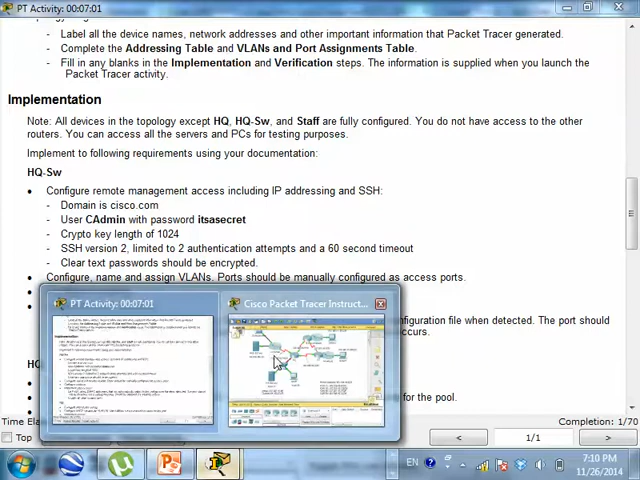 PT Activity: 00:07:01
- Label all the device names, network addresses and other important information that Packet Tracer generated.
- Complete the Addressing Table and VLANs and Port Assignments Table.
- Fill in any blanks in the Implementation and Verification steps. The information is supplied when you launch the
Packet Tracer activity.
Implementation
Note: All devices in the topology except HQ, HQ-Sw, and Staff are fully configured. You do not have access to the other
routers. You can access all the servers and PCs for testing purposes.
Implement to following requirements using your documentation:
HQ-Sw
• Configure remote management access including IP addressing and SSH:
- Domain is cisco.com
- User CAdmin with password itsasecret
- Crypto key length of 1024
- SSH version 2, limited to 2 authentication attempts and a 60 second timeout
- Clear text passwords should be encrypted.
• Configure, name and assign VLANs. Ports should be manually configured as access ports.
PT Activity: 00:07:01
Cisco Packet Tracer Instruct...
nfiguration file when detected. The port should
ccurs.
HQ
for the pool.
Time Ela
Completion: 1/70
Top
<
1/1
>
EN
7:10 PM
11/26/2014